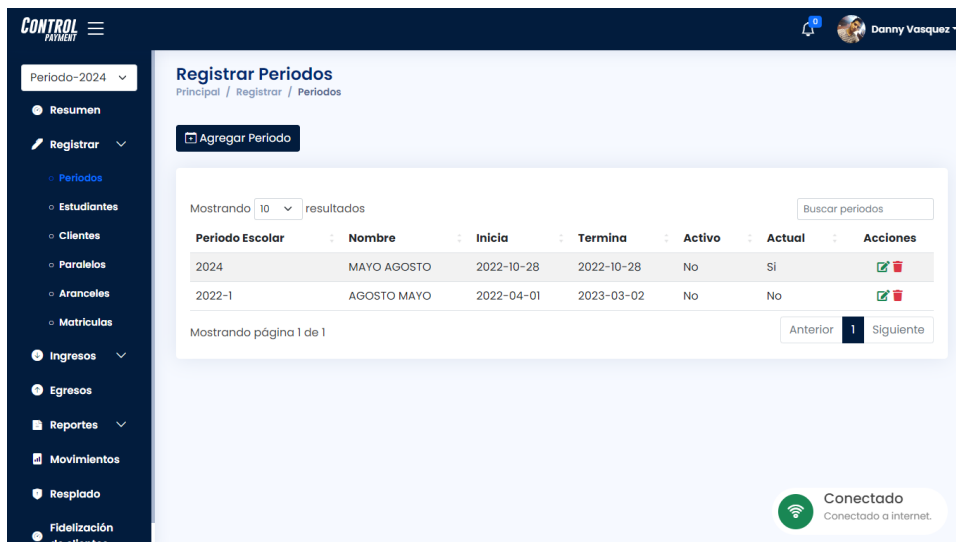 CONTROL
PAYMENT
0
Danny Vasquez
Periodo-2024
Resumen
Registrar
Periodos
Estudiantes
Clientes
Paralelos
Aranceles
Matriculas
Ingresos
Egresos
Reportes
Movimientos
Resplado
Fidelización
de clientes
Registrar Periodos
Principal / Registrar / Periodos
Agregar Periodo
Mostrando 10 resultados
Buscar periodos
Periodo Escolar Nombre Inicia Termina Activo Actual Acciones
2024 MAYO AGOSTO 2022-10-28 2022-10-28 No Si
2022-1 AGOSTO MAYO 2022-04-01 2023-03-02 No No
Mostrando página 1 de 1
Anterior 1 Siguiente
Conectado
Conectado a internet.